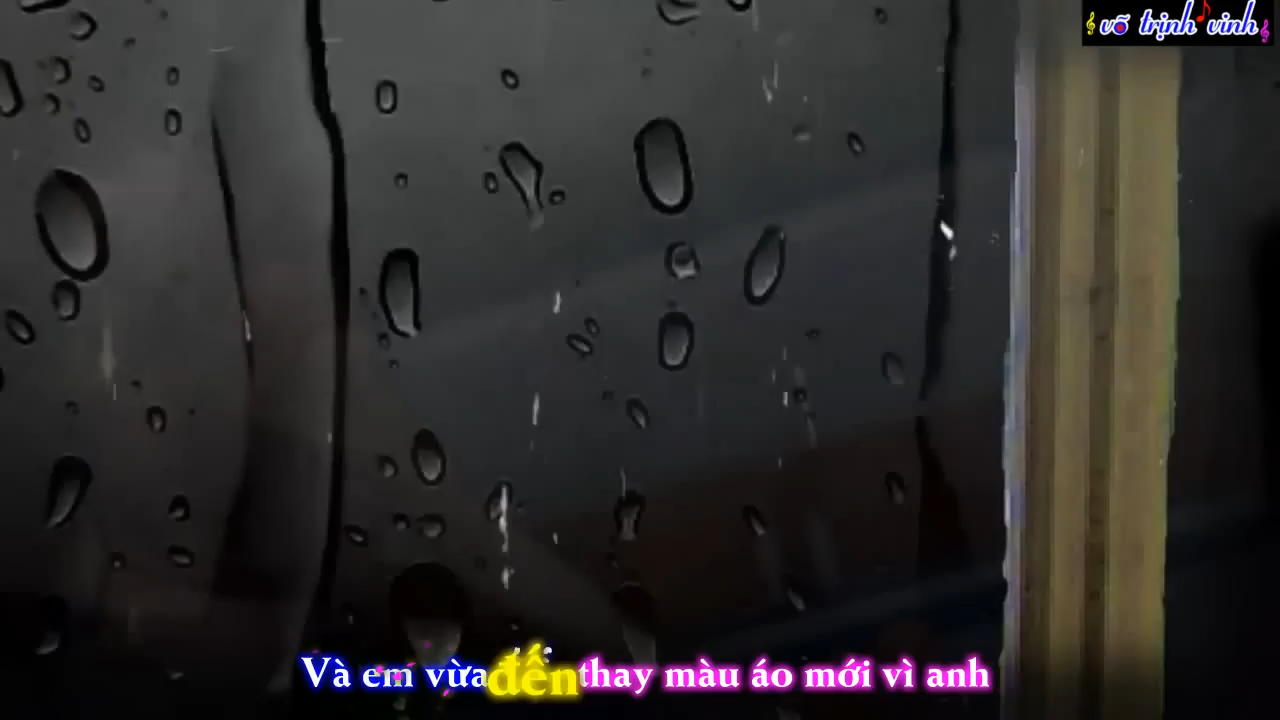 võ trịnh vinh
Và em vừa đến thay màu áo mới vì anh